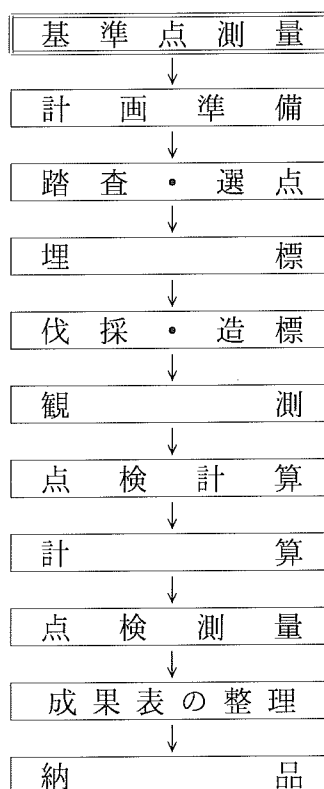 基準点測量
計画準備
踏査・選点
埋標
伐採・造標
観測
点検計算
計算
点検測量
成果表の整理
納品